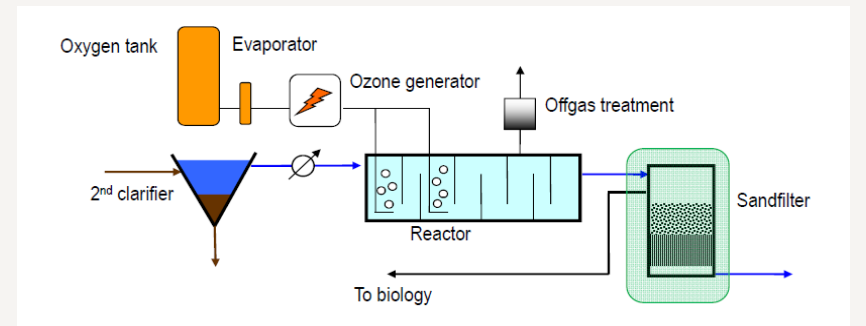 Oxygen tank
Evaporator
Ozone generator
Offgas treatment
2nd clarifier
Sandfilter
Reactor
To biology